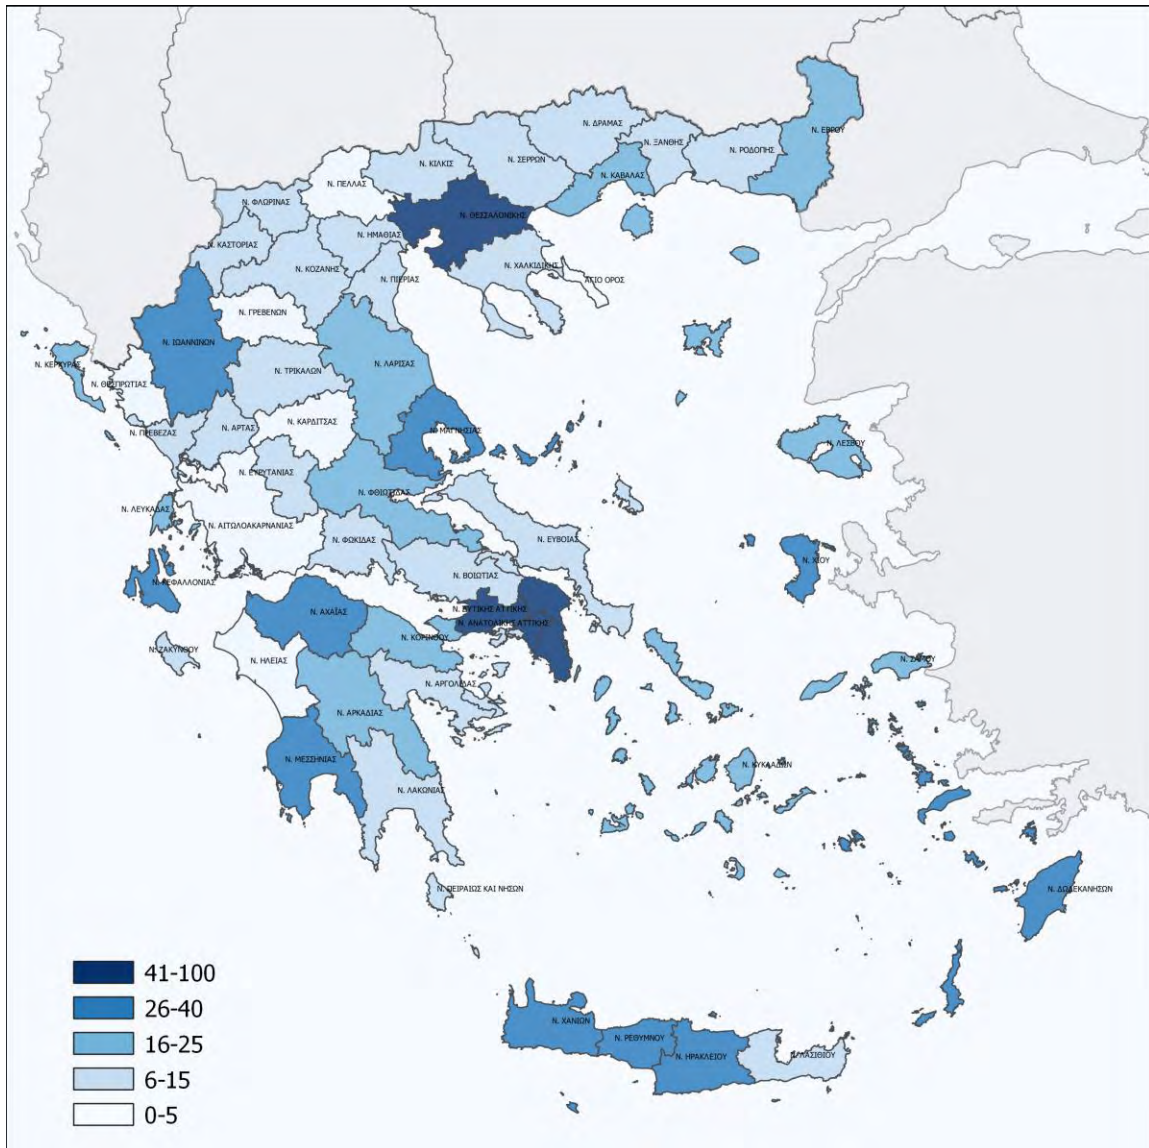 Ν. ΔΡΑΜΑΣ
Ν. ΕΒΡΟΥ
Ν. ΞΑΝΘΗΣ
Ν. ΡΟΔΟΠΗΣ
Ν. ΣΕΡΡΩΝ
Ν. ΚΙΛΚΙΣ
Ν. ΚΑΒΑΛΑΣ
Ν. ΠΕΛΛΑΣ
Ν. ΦΛΩΡΙΝΑΣ
Ν. ΘΕΣΣΑΛΟΝΙΚΗΣ
Ν. ΗΜΑΘΙΑΣ
Ν. ΚΑΣΤΟΡΙΑΣ
Ν. ΚΟΖΑΝΗΣ
Ν. ΧΑΛΚΙΔΙΚΗΣ
Ν. ΠΙΕΡΙΑΣ
ΑΓΙΟ ΟΡΟΣ
Ν. ΓΡΕΒΕΝΩΝ
Ν. ΙΩΑΝΝΙΝΩΝ
Ν. ΚΕΡΚΥΡΑΣ
Ν. ΛΑΡΙΣΑΣ
Ν. ΤΡΙΚΑΛΩΝ
Ν. ΘΕΣΠΡΩΤΙΑΣ
Ν. ΚΑΡΔΙΤΣΑΣ
Ν. ΑΡΤΑΣ
Ν. ΜΑΓΝΗΣΙΑΣ
Ν. ΠΡΕΒΕΖΑΣ
Ν. ΛΕΣΒΟΥ
Ν. ΕΥΡΥΤΑΝΙΑΣ
Ν. ΦΘΙΩΤΙΔΑΣ
Ν. ΛΕΥΚΑΔΑΣ
Ν. ΑΙΤΩΛΟΑΚΑΡΝΑΝΙΑΣ
Ν. ΦΩΚΙΔΑΣ
Ν. ΕΥΒΟΙΑΣ
Ν. ΧΙΟΥ
Ν. ΒΟΙΩΤΙΑΣ
Ν. ΚΕΦΑΛΛΟΝΙΑΣ
Ν. ΑΧΑΪΑΣ
Ν. ΔΥΤΙΚΗΣ ΑΤΤΙΚΗΣ
Ν. ΑΝΑΤΟΛΙΚΗΣ ΑΤΤΙΚΗΣ
Ν. ΚΟΡΙΝΘΟΥ
Ν. ΖΑΚΥΝΘΟΥ
Ν. ΗΛΕΙΑΣ
Ν. ΣΑΜΟΥ
Ν. ΑΡΓΟΛΙΔΑΣ
Ν. ΑΡΚΑΔΙΑΣ
Ν. ΜΕΣΣΗΝΙΑΣ
Ν. ΚΥΚΛΑΔΩΝ
Ν. ΛΑΚΩΝΙΑΣ
Ν. ΠΕΙΡΑΙΩΣ ΚΑΙ ΝΗΣΩΝ
Ν. ΔΩΔΕΚΑΝΗΣΩΝ
Ν. ΧΑΝΙΩΝ
Ν. ΡΕΘΥΜΝΟΥ
Ν. ΗΡΑΚΛΕΙΟΥ
Ν. ΛΑΣΙΘΙΟΥ
41-100
26-40
16-25
6-15
0-5